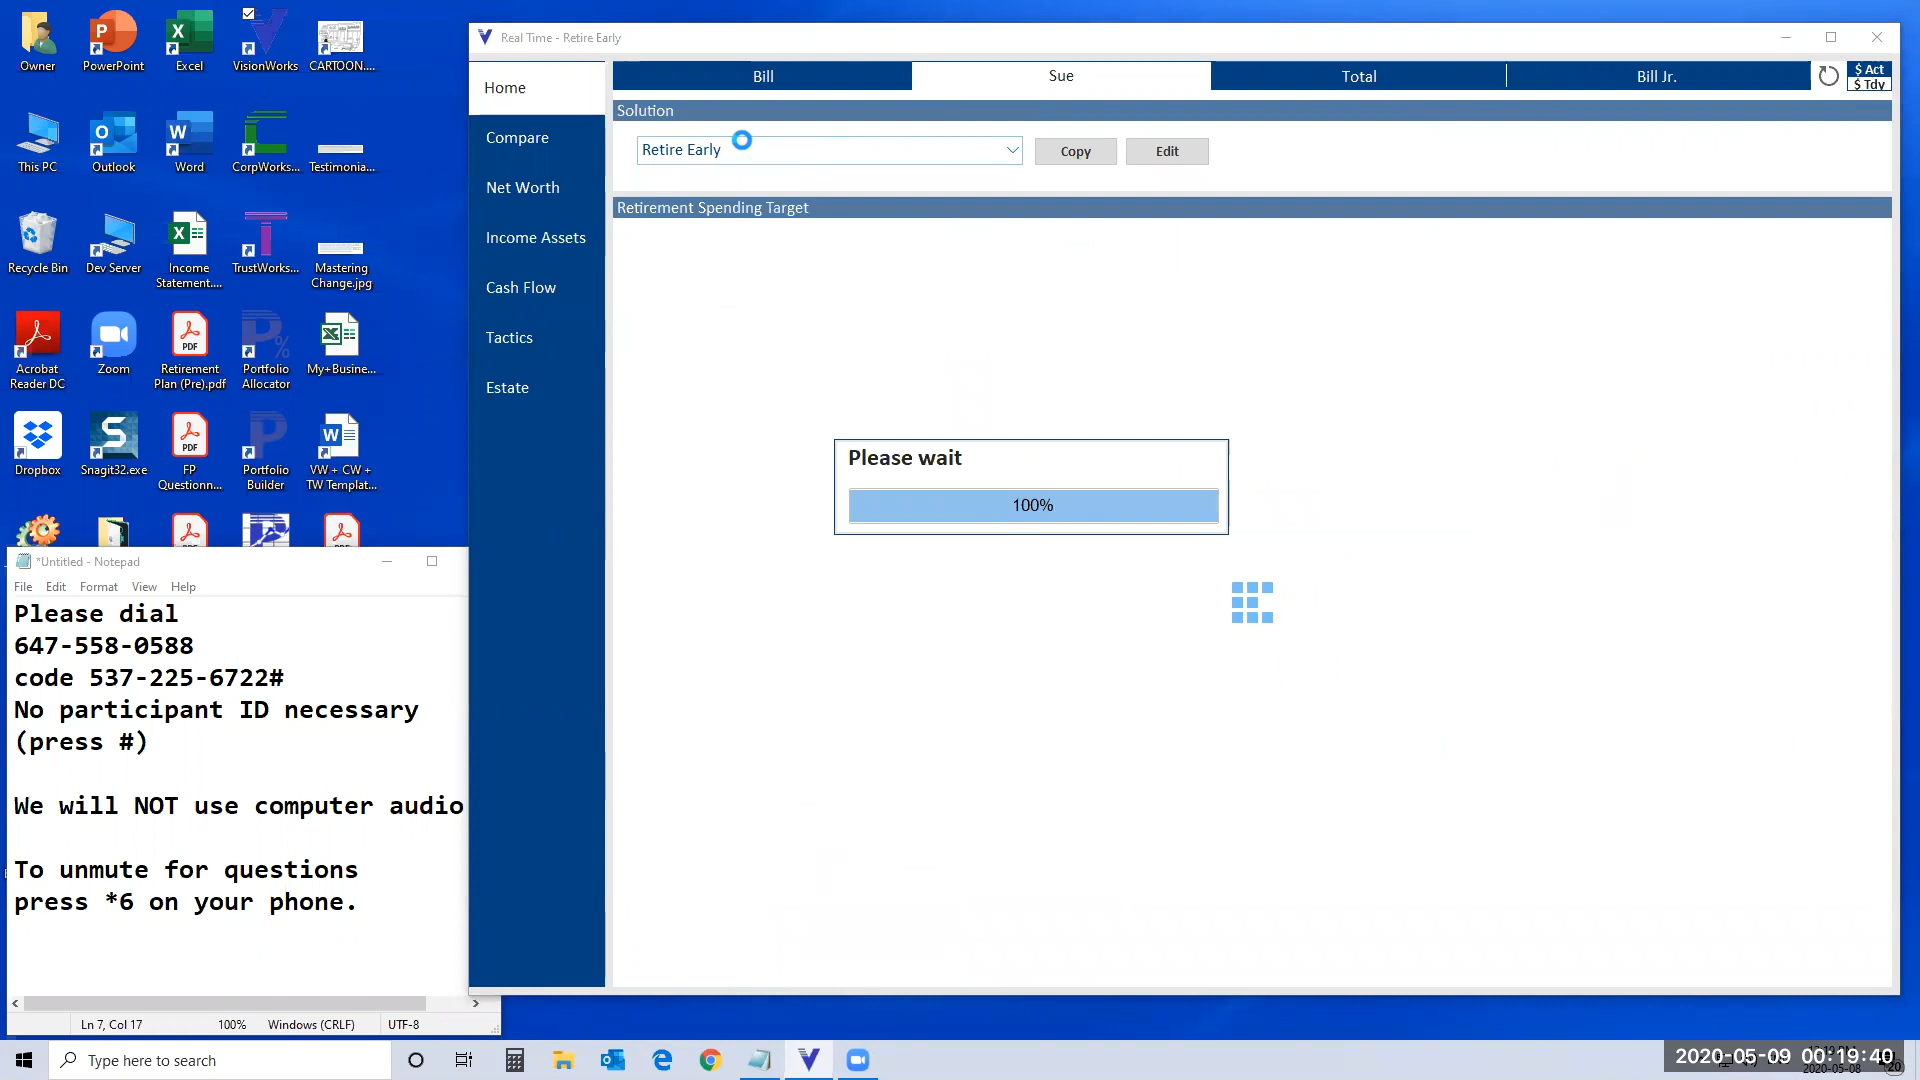 Owner
PowerPoint
Excel
VisionWorks
CARTOON....
This PC
Outlook
Word
CorpWorks...
Testimonia...
Recycle Bin
Dev Server
Income
Statement....
TrustWorks...
Mastering
Change.jpg
Acrobat
Reader DC
Zoom
Retirement
Plan (Pre).pdf
Portfolio
Allocator
My+Busine...
Dropbox
Snagit32.exe
FP
Questionn...
Portfolio
Builder
VW + CW +
TW Templat...
*Untitled - Notepad
File Edit Format View Help
Please dial
647-558-0588
code 537-225-6722#
No participant ID necessary
(press #)
We will NOT use computer audio
To unmute for questions
press *6 on your phone.
Ln 7, Col 17 100% Windows (CRLF) UTF-8
Real Time - Retire Early
Home
Compare
Net Worth
Income Assets
Cash Flow
Tactics
Estate
Bill Sue Total Bill Jr.
$ Act
$ Tdy
Solution
Retire Early
Copy Edit
Retirement Spending Target
Please wait
100%
Type here to search
2020-05-09 00:19:40
2020-05-08
20